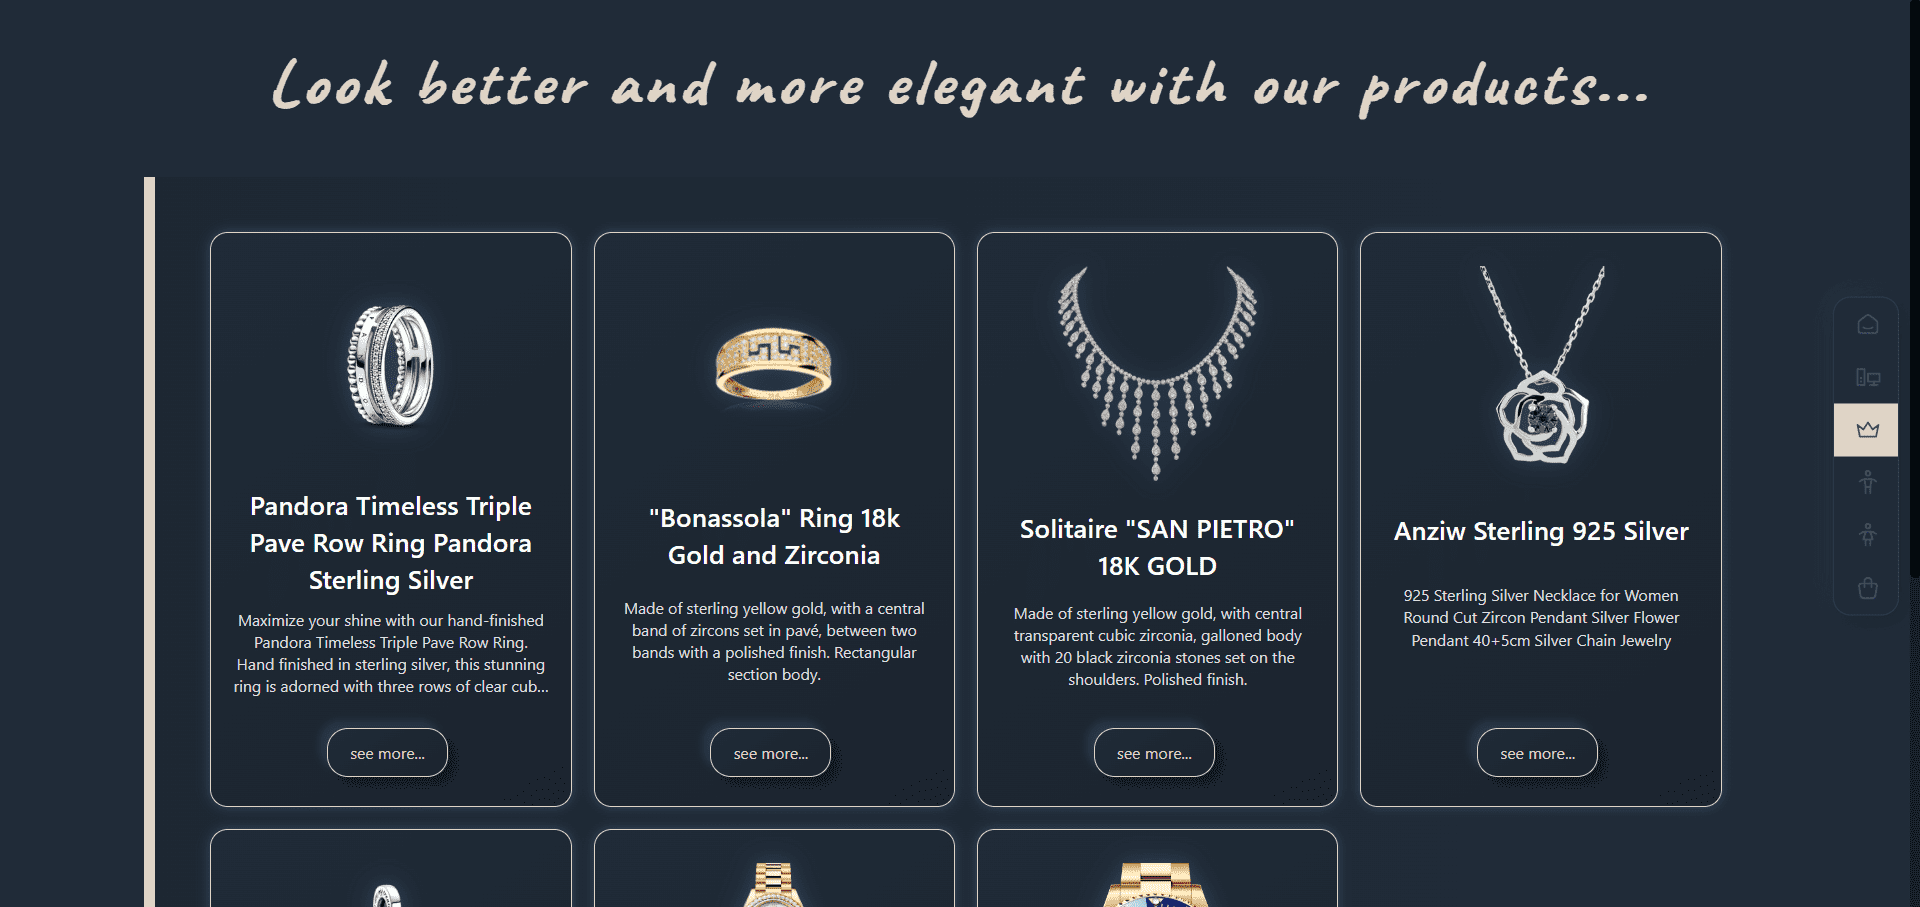 Look better and more elegant with our products...
Pandora Timeless Triple
Pave Row Ring Pandora
Sterling Silver
Maximize your shine with our hand-finished
Pandora Timeless Triple Pave Row Ring.
Hand finished in sterling silver, this stunning
ring is adorned with three rows of clear cub...
see more...
"Bonassola" Ring 18k
Gold and Zirconia
Made of sterling yellow gold, with a central
band of zircons set in pavé, between two
bands with a polished finish. Rectangular
section body.
see more...
Solitaire "SAN PIETRO"
18K GOLD
Made of sterling yellow gold, with central
transparent cubic zirconia, galloned body
with 20 black zirconia stones set on the
shoulders. Polished finish.
see more...
Anziw Sterling 925 Silver
925 Sterling Silver Necklace for Women
Round Cut Zircon Pendant Silver Flower
Pendant 40+5cm Silver Chain Jewelry
see more...